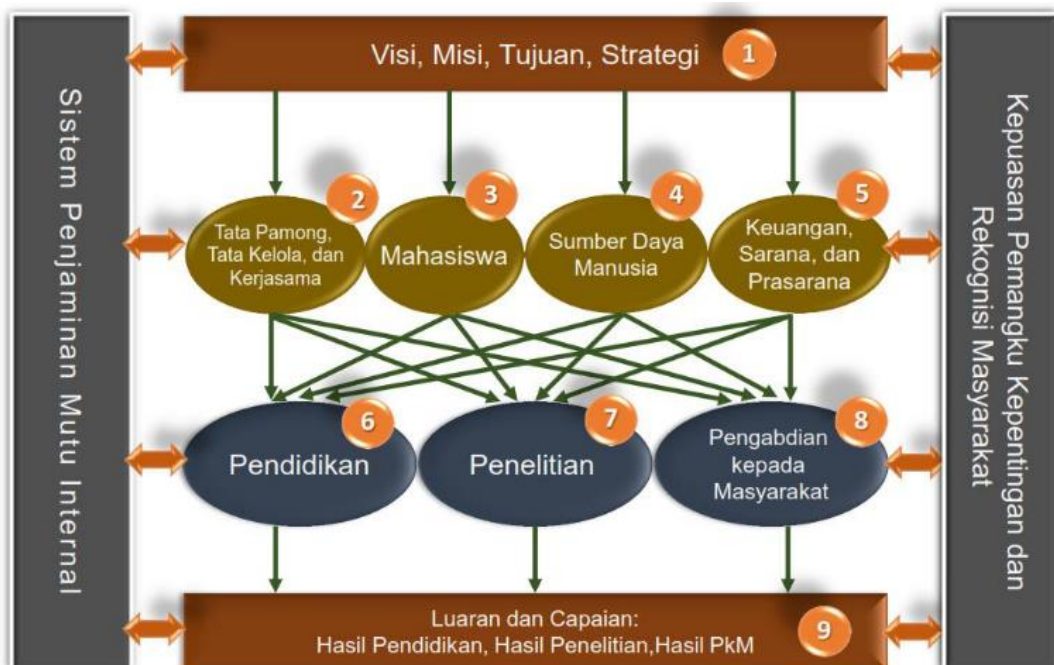 Sistem Penjaminan Mutu Internal
Visi, Misi, Tujuan, Strategi
1
2
Tata Pamong,
Tata Kelola, dan
Kerjasama
3
Mahasiswa
4
Sumber Daya
Manusia
5
Keuangan,
Sarana, dan
Prasarana
6
Pendidikan
7
Penelitian
8
Pengabdian
kepada
Masyarakat
Luaran dan Capaian:
Hasil Pendidikan, Hasil Penelitian,Hasil PkM
9
Kepuasan Pemangku Kepentingan dan
Rekognisi Masyarakat